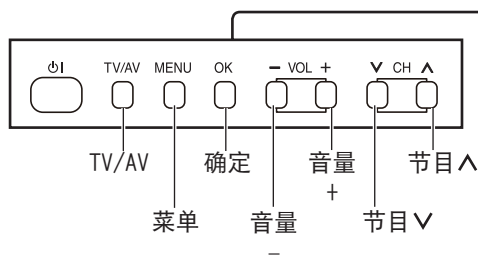 ⏻I TV/AV MENU OK − VOL + ∨ CH ∧
TV/AV 确定 音量 + 节目∧
菜单 音量 − 节目∨